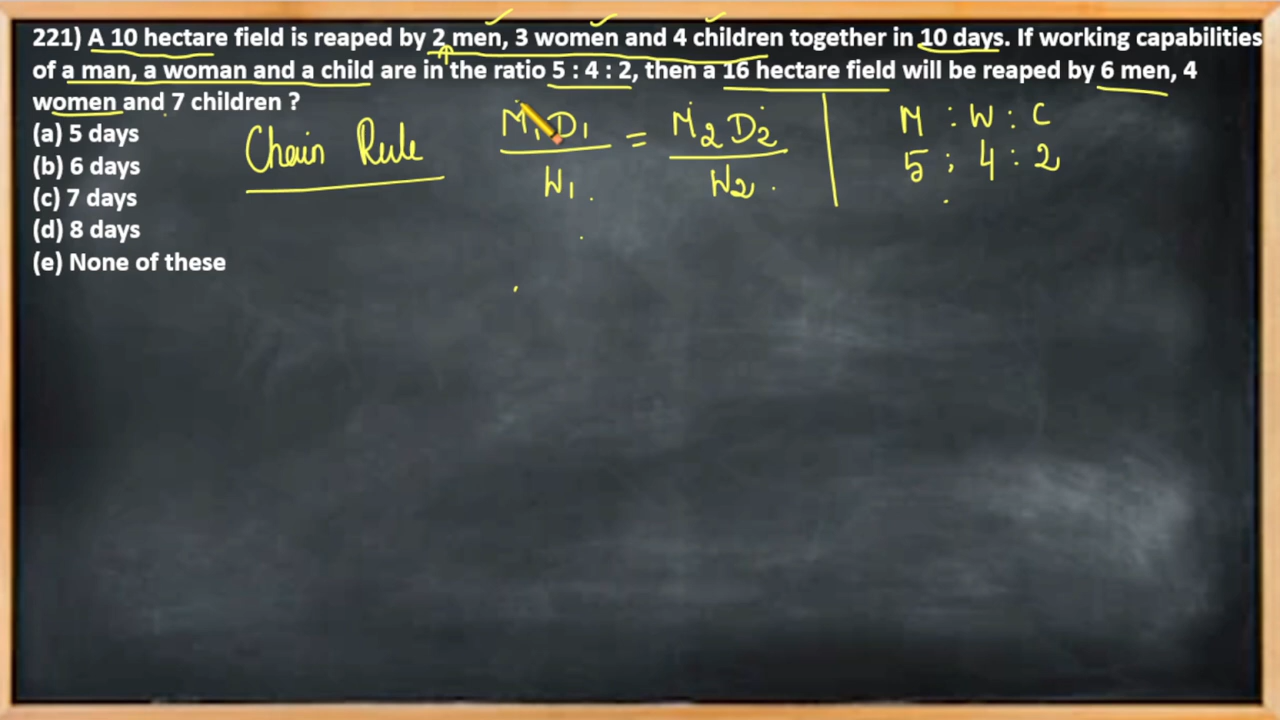 221) A 10 hectare field is reaped by 2 men, 3 women and 4 children together in 10 days. If working capabilities
of a man, a woman and a child are in the ratio 5 : 4 : 2, then a 16 hectare field will be reaped by 6 men, 4
women and 7 children ?
(a) 5 days
(b) 6 days
(c) 7 days
(d) 8 days
(e) None of these
Chain Rule
M1D1 / W1 = M2D2 / W2
M : W : C
5 : 4 : 2